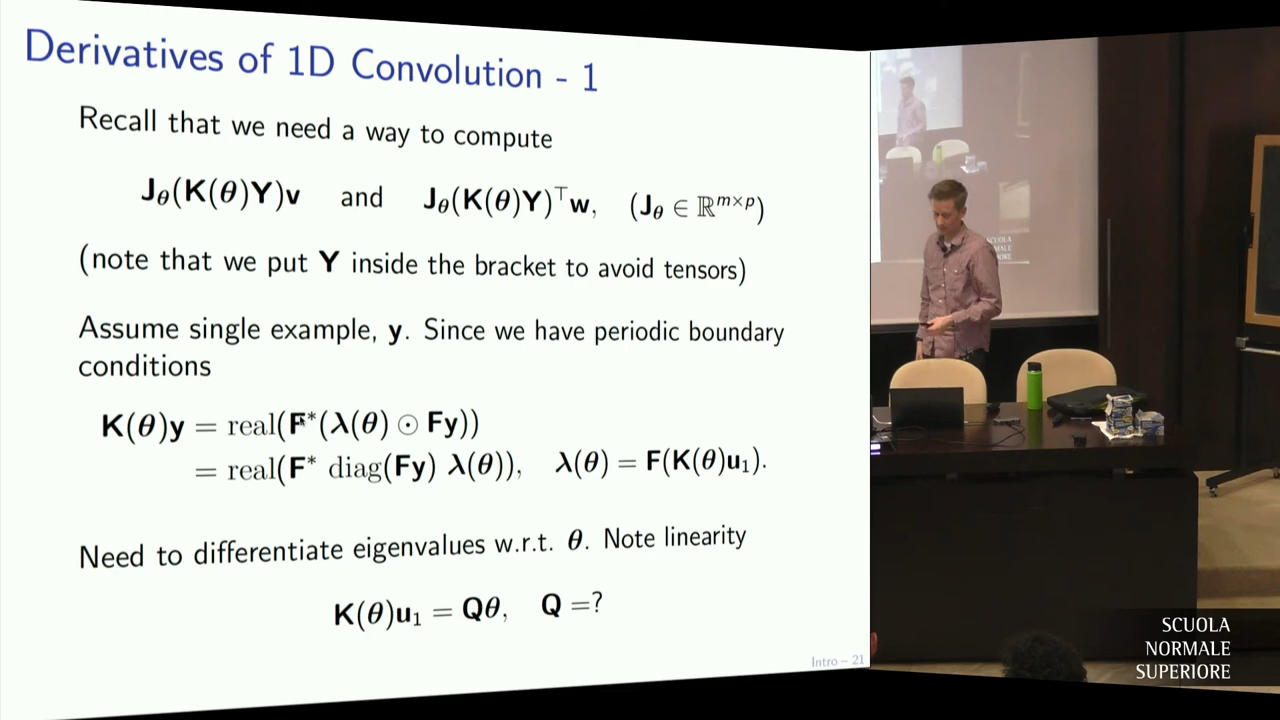 Derivatives of 1D Convolution - 1
Recall that we need a way to compute
J_θ(K(θ)Y)v and J_θ(K(θ)Y)^⊤w, (J_θ ∈ ℝ^{m×p})
(note that we put Y inside the bracket to avoid tensors)
Assume single example, y. Since we have periodic boundary
conditions
K(θ)y = real(F*(λ(θ) ⊙ Fy))
= real(F* diag(Fy) λ(θ)), λ(θ) = F(K(θ)u₁).
Need to differentiate eigenvalues w.r.t. θ. Note linearity
K(θ)u₁ = Qθ, Q =?
Intro – 21
SCUOLA
NORMALE
SUPERIORE